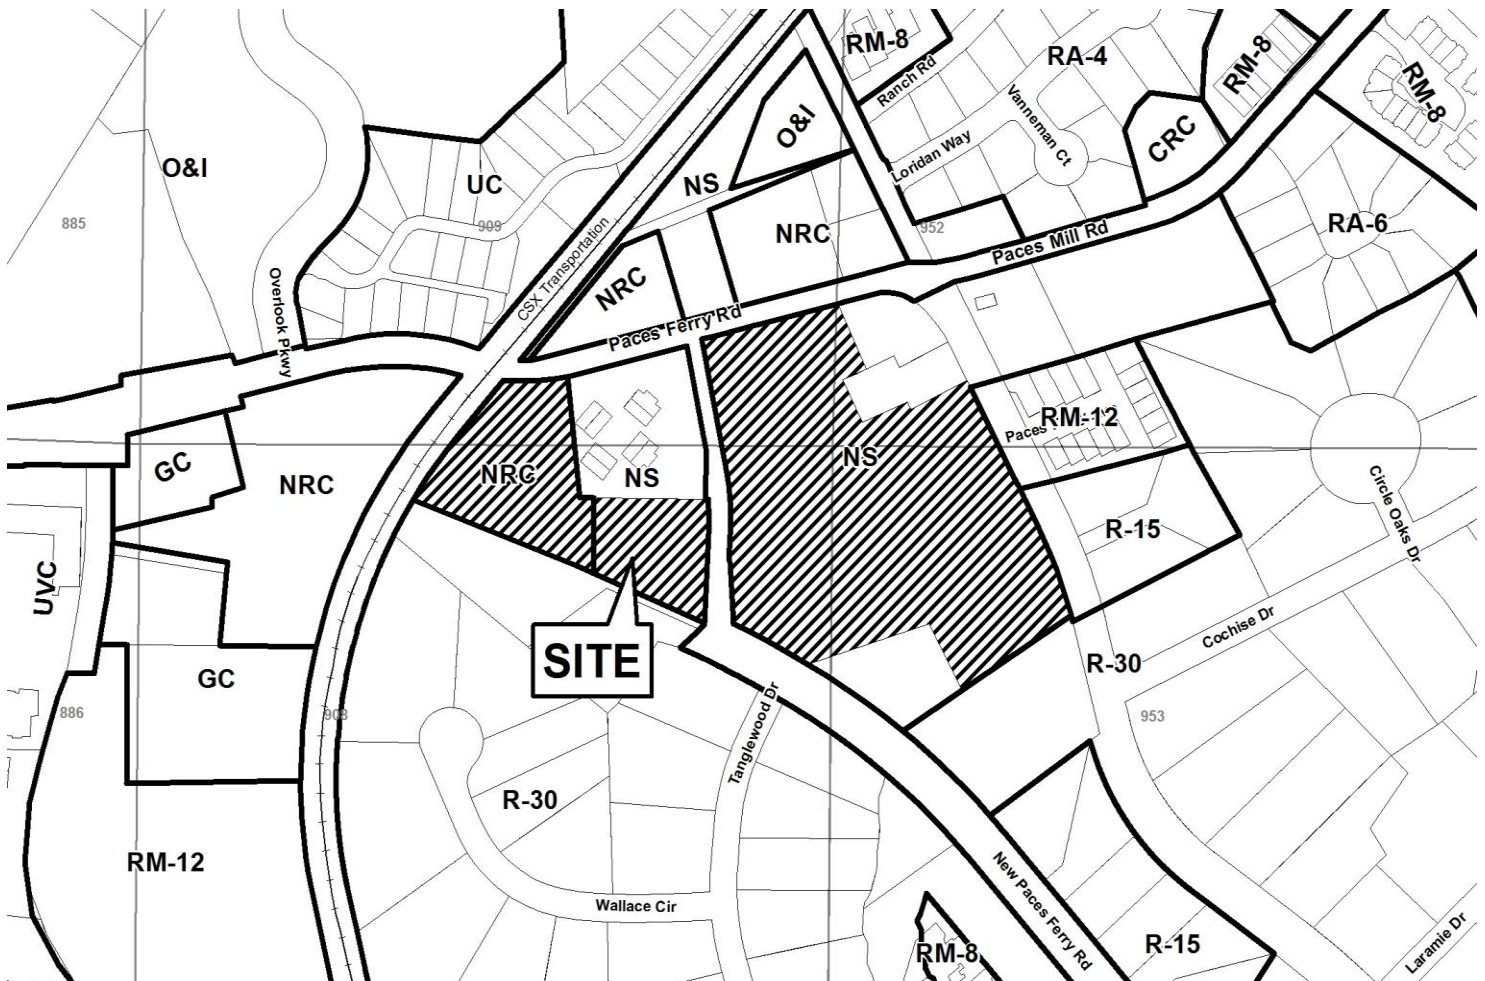 RM-8
RA-4
RM-8
RM-8
Ranch Rd
Vanneman Ct
O&I
CRC
Loridan Way
O&I
UC
NS
885
909
952
RA-6
NRC
Paces Mill Rd
CSX Transportation
NRC
Overlook Pkwy
Paces Ferry Rd
RM-12
Paces
GC
NRC
NRC
NS
NS
Circle Oaks Dr
R-15
UVC
Cochise Dr
SITE
R-30
GC
886
908
953
Tanglewood Dr
R-30
RM-12
New Paces Ferry Rd
Wallace Cir
RM-8
R-15
Laramie Dr